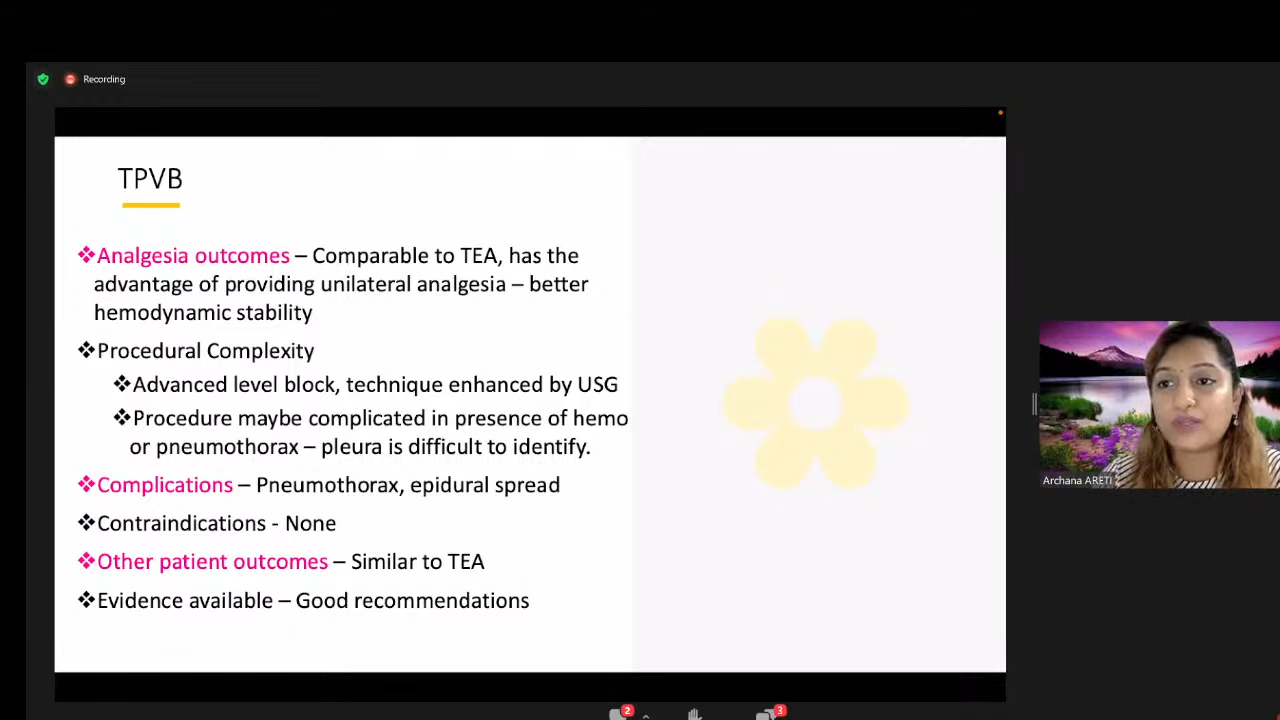 Recording
TPVB
❖Analgesia outcomes – Comparable to TEA, has the
advantage of providing unilateral analgesia – better
hemodynamic stability
❖Procedural Complexity
❖Advanced level block, technique enhanced by USG
❖Procedure maybe complicated in presence of hemo
or pneumothorax – pleura is difficult to identify.
❖Complications – Pneumothorax, epidural spread
❖Contraindications - None
❖Other patient outcomes – Similar to TEA
❖Evidence available – Good recommendations
Archana ARETI
2
3